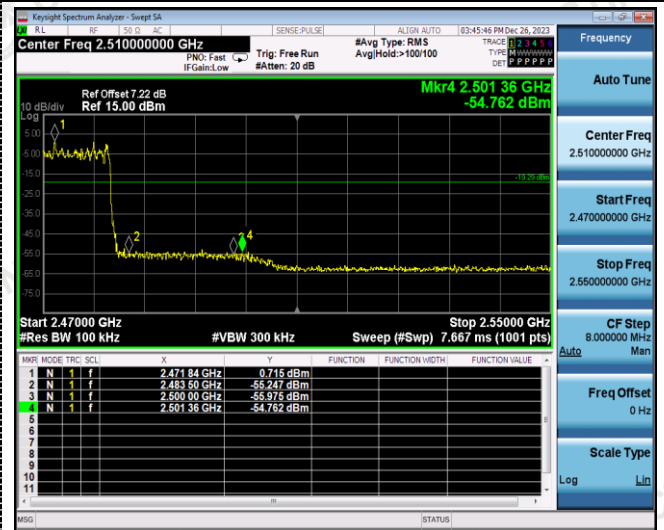 Keysight Spectrum Analyzer - Swept SA
RL RF 50 Ω AC SENSE:PULSE ALIGN AUTO 03:45:46 PM Dec 26, 2023
Center Freq 2.510000000 GHz #Avg Type: RMS TRACE 1 2 3 4 5 6
PNO: Fast Trig: Free Run Avg|Hold:>100/100 TYPE M W W W W W
IFGain:Low #Atten: 20 dB DET P P P P P P
Mkr4 2.501 36 GHz
Ref Offset 7.22 dB
10 dB/div Ref 15.00 dBm -54.762 dBm
Log
1
5.00
-5.00
-15.0
-19.29 dBm
-25.0
-35.0
-45.0
2 4
-55.0
-65.0
-75.0
Start 2.47000 GHz Stop 2.55000 GHz
#Res BW 100 kHz #VBW 300 kHz Sweep (#Swp) 7.667 ms (1001 pts)
MKR MODE TRC SCL X Y FUNCTION FUNCTION WIDTH FUNCTION VALUE
1 N 1 f 2.471 84 GHz 0.715 dBm
2 N 1 f 2.483 50 GHz -55.247 dBm
3 N 1 f 2.500 00 GHz -55.975 dBm
4 N 1 f 2.501 36 GHz -54.762 dBm
5
6
7
8
9
10
11
MSG STATUS
Frequency
Auto Tune
Center Freq
2.510000000 GHz
Start Freq
2.470000000 GHz
Stop Freq
2.550000000 GHz
CF Step
8.000000 MHz
Auto Man
Freq Offset
0 Hz
Scale Type
Log Lin